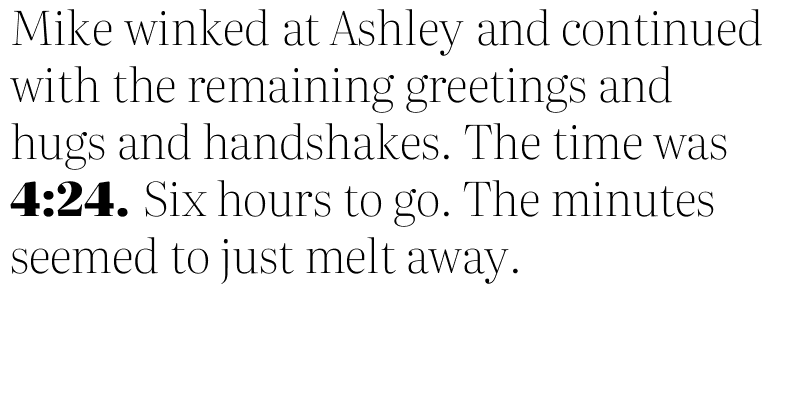 Mike winked at Ashley and continued
with the remaining greetings and
hugs and handshakes. The time was
4:24. Six hours to go. The minutes
seemed to just melt away.